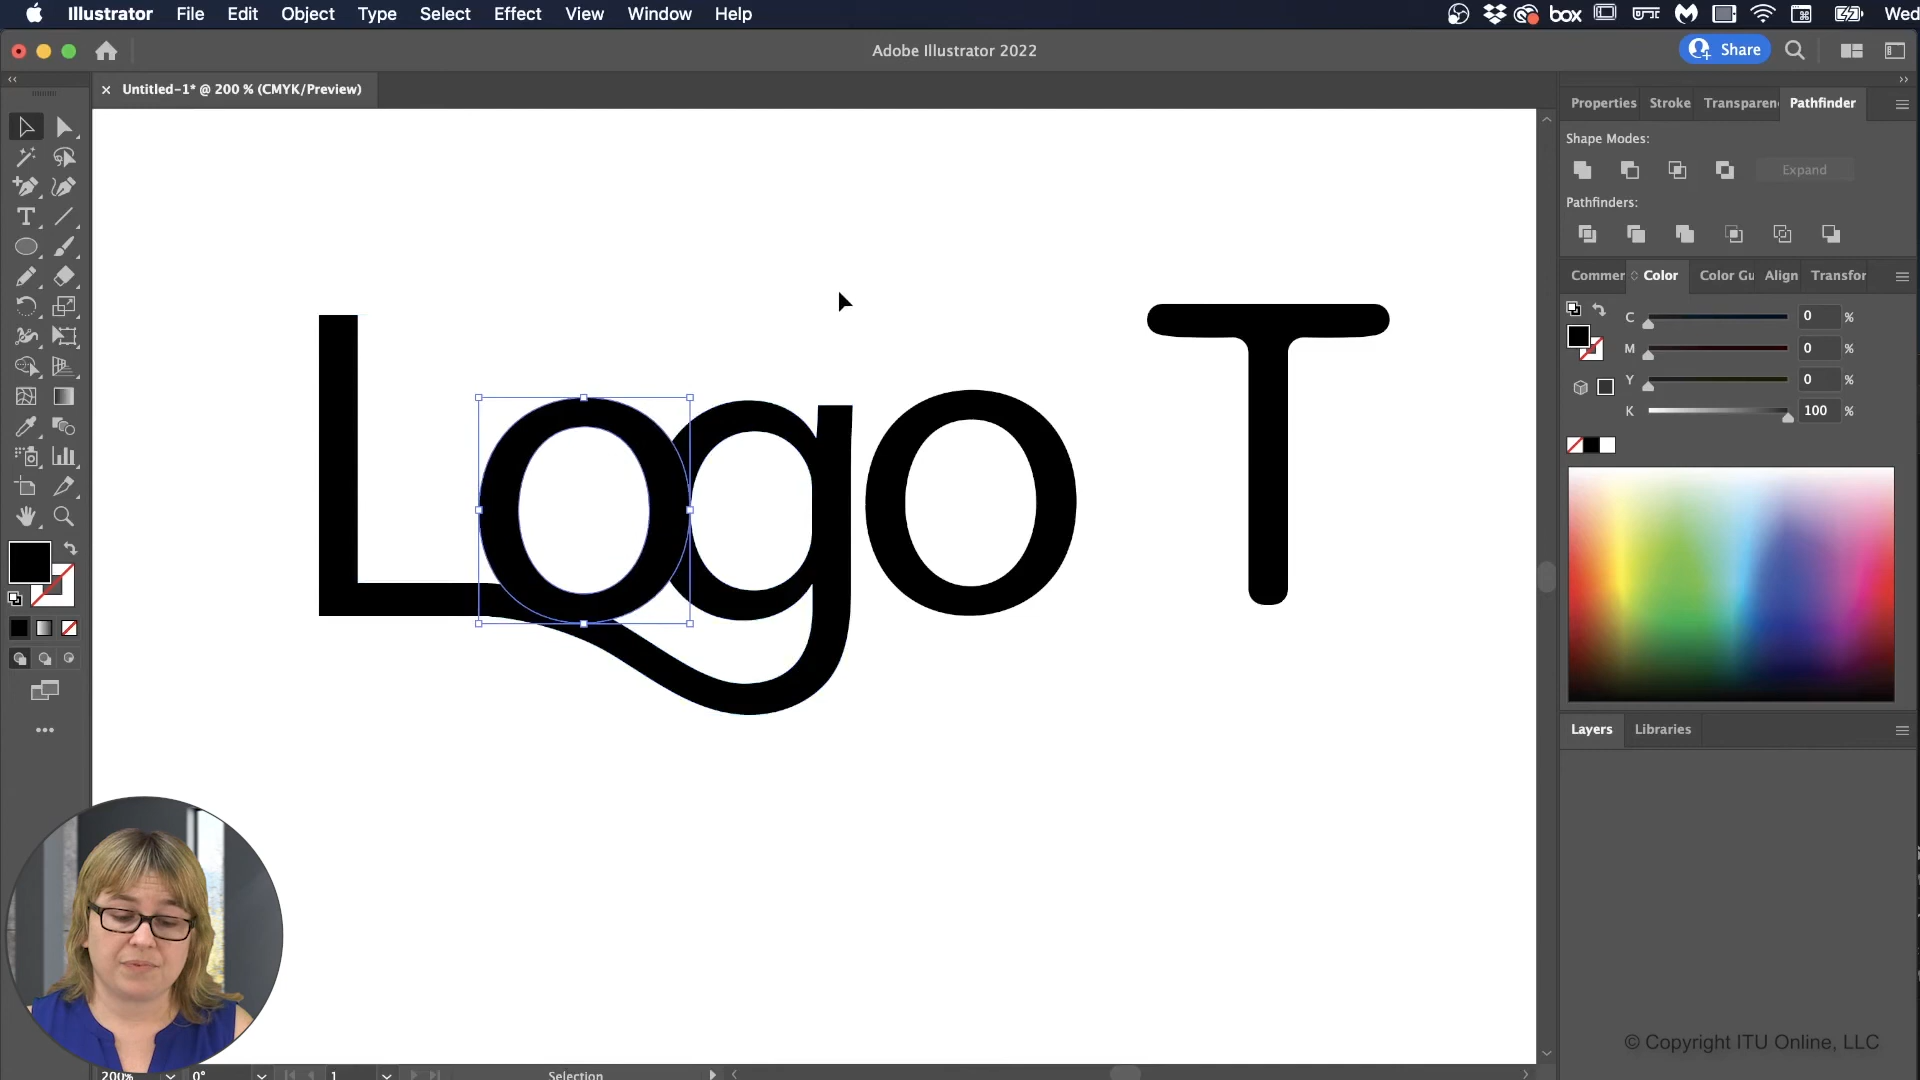 Illustrator File Edit Object Type Select Effect View Window Help box Wed
Adobe Illustrator 2022 Share
Untitled-1* @ 200 % (CMYK/Preview)
Properties Stroke Transparen Pathfinder
Shape Modes:
Expand
Pathfinders:
Commer Color Color Gu Align Transfor
C 0 %
M 0 %
Y 0 %
K 100 %
Logo T
Layers Libraries
© Copyright ITU Online, LLC
200% 0° 1 Selection